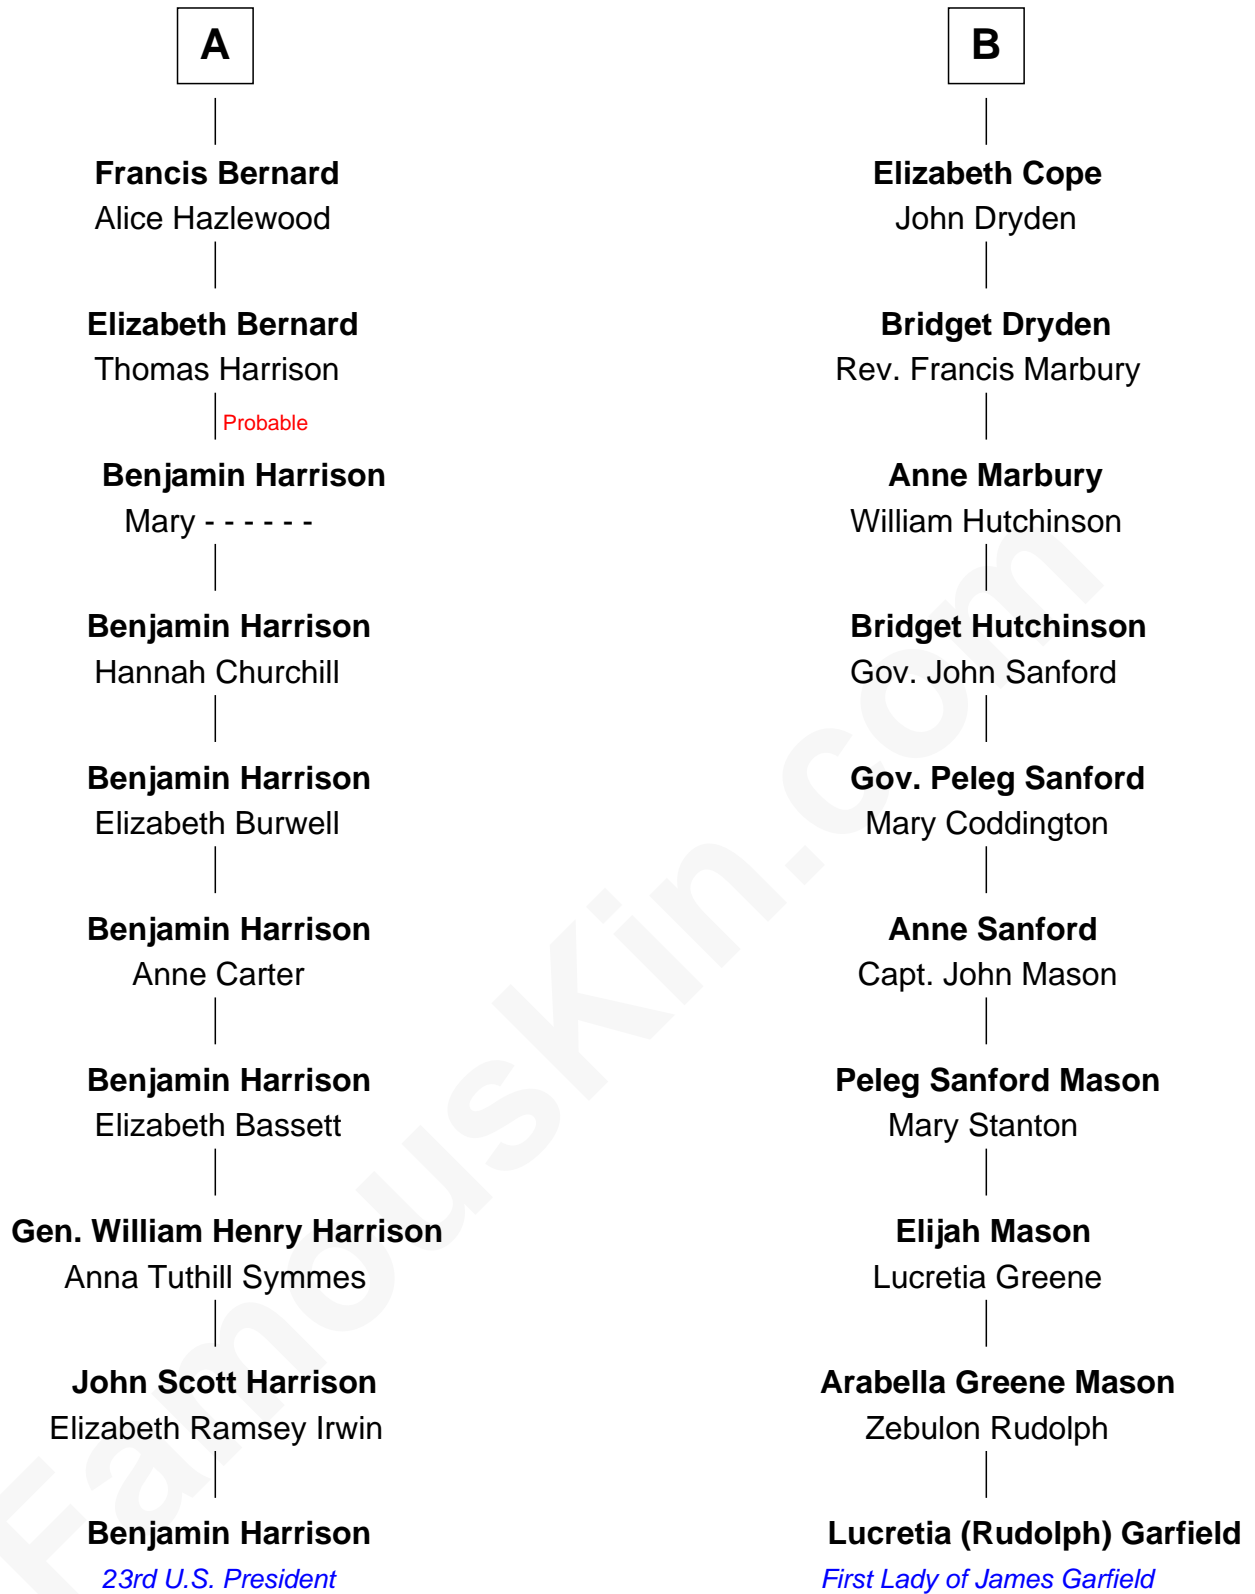 A
Francis Bernard
Alice Hazlewood
Elizabeth Bernard
Thomas Harrison
Probable
Benjamin Harrison
Mary - - - - - -
Benjamin Harrison
Hannah Churchill
Benjamin Harrison
Elizabeth Burwell
Benjamin Harrison
Anne Carter
Benjamin Harrison
Elizabeth Bassett
Gen. William Henry Harrison
Anna Tuthill Symmes
John Scott Harrison
Elizabeth Ramsey Irwin
Benjamin Harrison
23rd U.S. President
B
Elizabeth Cope
John Dryden
Bridget Dryden
Rev. Francis Marbury
Anne Marbury
William Hutchinson
Bridget Hutchinson
Gov. John Sanford
Gov. Peleg Sanford
Mary Coddington
Anne Sanford
Capt. John Mason
Peleg Sanford Mason
Mary Stanton
Elijah Mason
Lucretia Greene
Arabella Greene Mason
Zebulon Rudolph
Lucretia (Rudolph) Garfield
First Lady of James Garfield
FamousKin.com